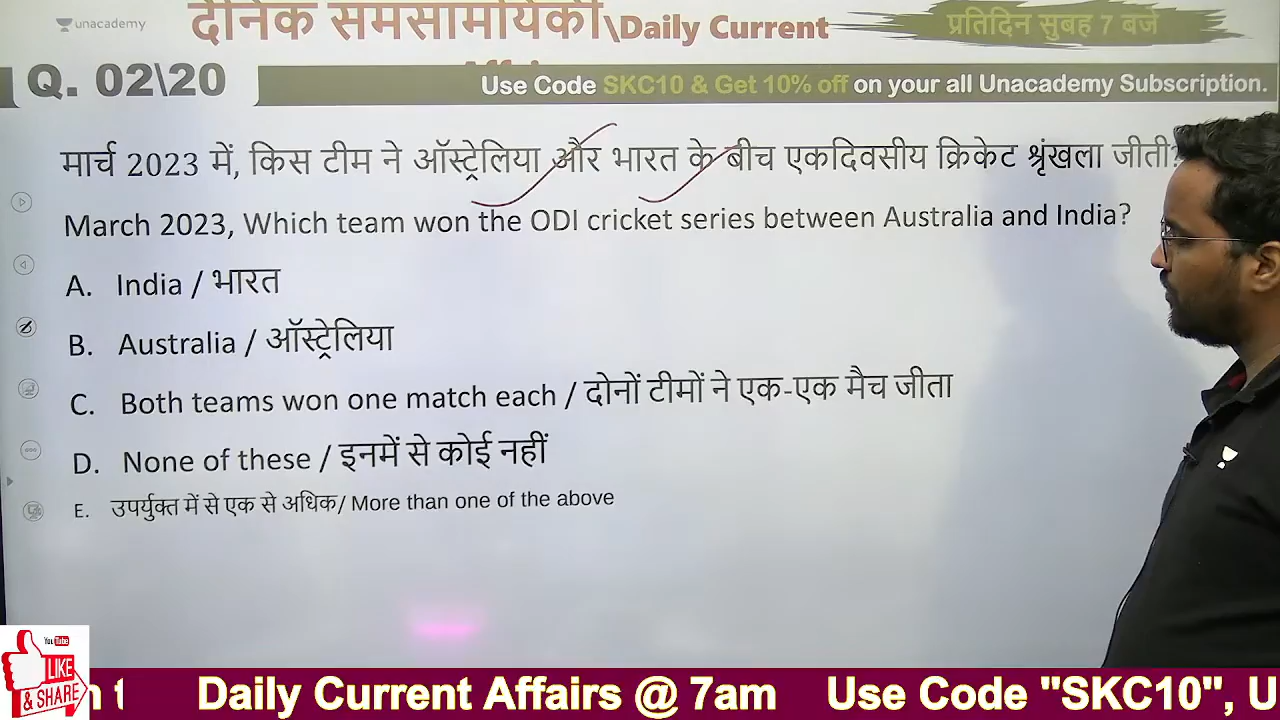 unacademy
दैनिक समसामयिकी\Daily Current
प्रतिदिन सुबह 7 बजे
Q. 02\20
Use Code SKC10 & Get 10% off on your all Unacademy Subscription.
मार्च 2023 में, किस टीम ने ऑस्ट्रेलिया और भारत के बीच एकदिवसीय क्रिकेट श्रृंखला जीती?
March 2023, Which team won the ODI cricket series between Australia and India?
A. India / भारत
B. Australia / ऑस्ट्रेलिया
C. Both teams won one match each / दोनों टीमों ने एक-एक मैच जीता
D. None of these / इनमें से कोई नहीं
E. उपर्युक्त में से एक से अधिक/ More than one of the above
YouTube
LIKE
& SHARE
Daily Current Affairs @ 7am Use Code "SKC10", U